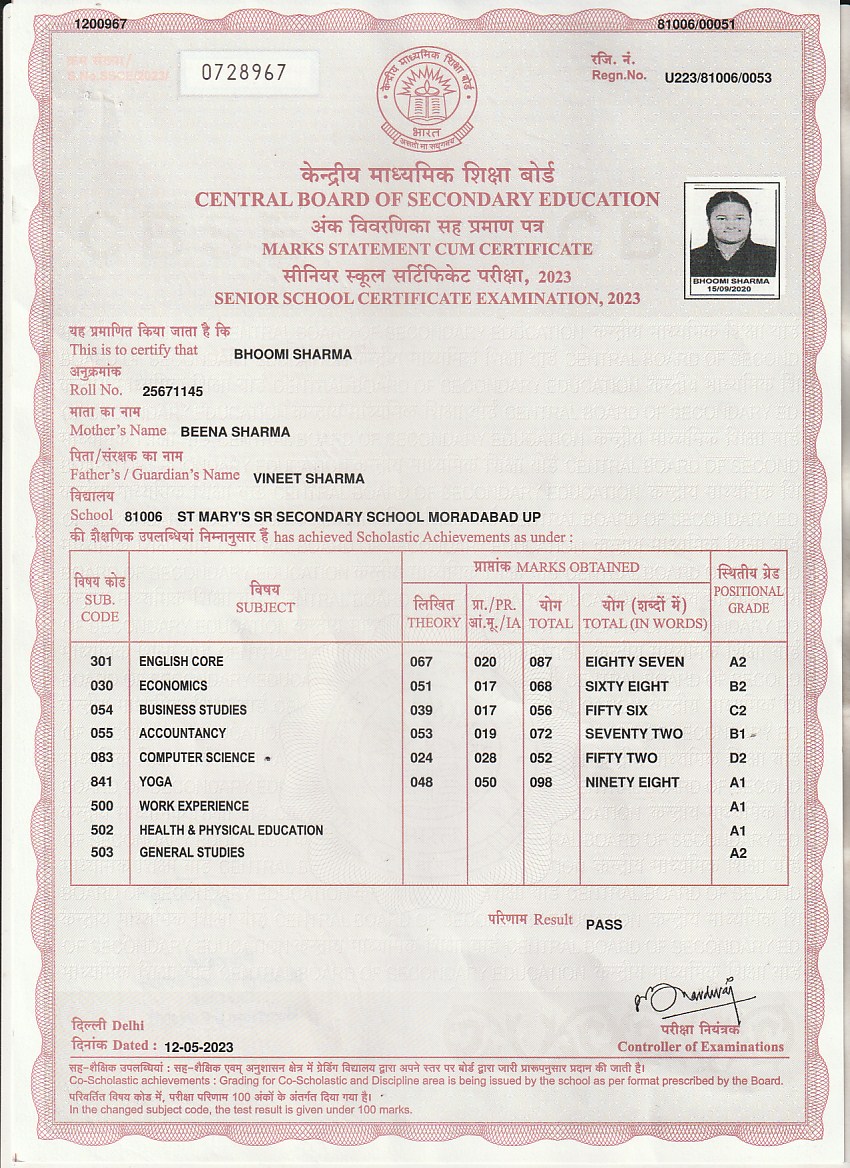 1200967
81006/00051
क्रम संख्या/
S.No.SSCE/2023/
0728967
रजि. नं.
Regn.No. U223/81006/0053
केन्द्रीय माध्यमिक शिक्षा बोर्ड
भारत
असतो मा सद्गमय
केन्द्रीय माध्यमिक शिक्षा बोर्ड
CENTRAL BOARD OF SECONDARY EDUCATION
अंक विवरणिका सह प्रमाण पत्र
MARKS STATEMENT CUM CERTIFICATE
सीनियर स्कूल सर्टिफिकेट परीक्षा, 2023
SENIOR SCHOOL CERTIFICATE EXAMINATION, 2023
BHOOMI SHARMA
15/09/2020
यह प्रमाणित किया जाता है कि
This is to certify that BHOOMI SHARMA
अनुक्रमांक
Roll No. 25671145
माता का नाम
Mother's Name BEENA SHARMA
पिता/संरक्षक का नाम
Father's / Guardian's Name VINEET SHARMA
विद्यालय
School 81006 ST MARY'S SR SECONDARY SCHOOL MORADABAD UP
की शैक्षणिक उपलब्धियां निम्नानुसार हैं has achieved Scholastic Achievements as under :
विषय कोड SUB. CODE
विषय SUBJECT
प्राप्तांक MARKS OBTAINED
लिखित THEORY
प्रा./PR. आं.मू./IA
योग TOTAL
योग (शब्दों में) TOTAL (IN WORDS)
स्थितीय ग्रेड POSITIONAL GRADE
301 ENGLISH CORE 067 020 087 EIGHTY SEVEN A2
030 ECONOMICS 051 017 068 SIXTY EIGHT B2
054 BUSINESS STUDIES 039 017 056 FIFTY SIX C2
055 ACCOUNTANCY 053 019 072 SEVENTY TWO B1
083 COMPUTER SCIENCE 024 028 052 FIFTY TWO D2
841 YOGA 048 050 098 NINETY EIGHT A1
500 WORK EXPERIENCE A1
502 HEALTH & PHYSICAL EDUCATION A1
503 GENERAL STUDIES A2
परिणाम Result PASS
दिल्ली Delhi
दिनांक Dated : 12-05-2023
परीक्षा नियंत्रक
Controller of Examinations
सह-शैक्षिक उपलब्धियां : सह-शैक्षिक एवम् अनुशासन क्षेत्र में ग्रेडिंग विद्यालय द्वारा अपने स्तर पर बोर्ड द्वारा जारी प्रारूपनुसार प्रदान की जाती है।
Co-Scholastic achievements : Grading for Co-Scholastic and Discipline area is being issued by the school as per format prescribed by the Board.
परिवर्तित विषय कोड में, परीक्षा परिणाम 100 अंकों के अंतर्गत दिया गया है।
In the changed subject code, the test result is given under 100 marks.